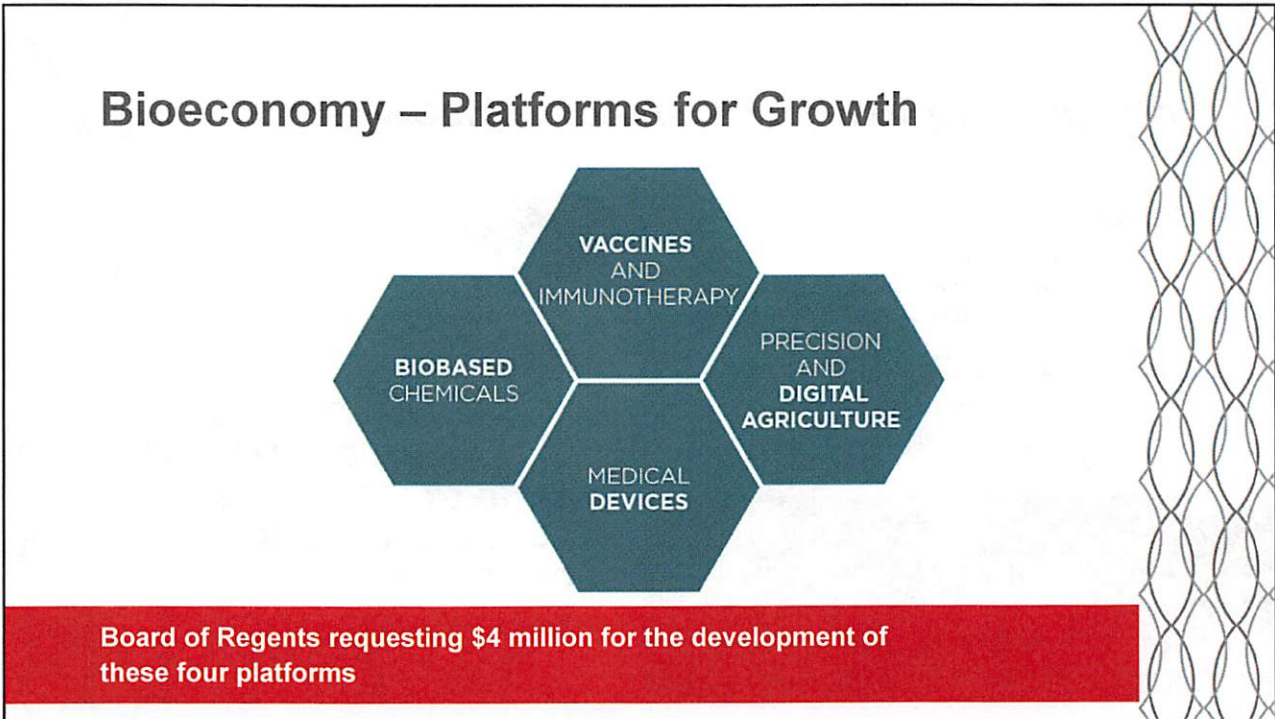 Bioeconomy – Platforms for Growth
VACCINES
AND
IMMUNOTHERAPY
BIOBASED
CHEMICALS
PRECISION
AND
DIGITAL
AGRICULTURE
MEDICAL
DEVICES
Board of Regents requesting $4 million for the development of
these four platforms